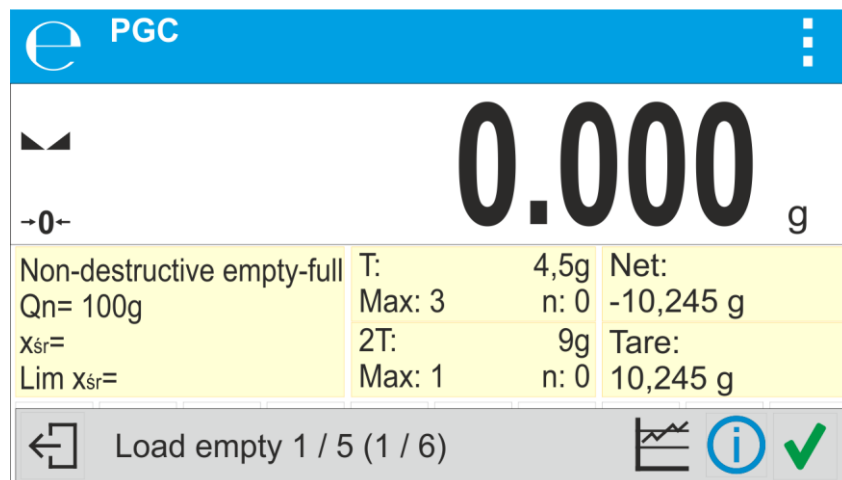 ℮ PGC
0.000 g
→0←
Non-destructive empty-full
Qn= 100g
xśr=
Lim xśr=
T: 4,5g
Max: 3 n: 0
2T: 9g
Max: 1 n: 0
Net:
-10,245 g
Tare:
10,245 g
Load empty 1 / 5 (1 / 6)
i